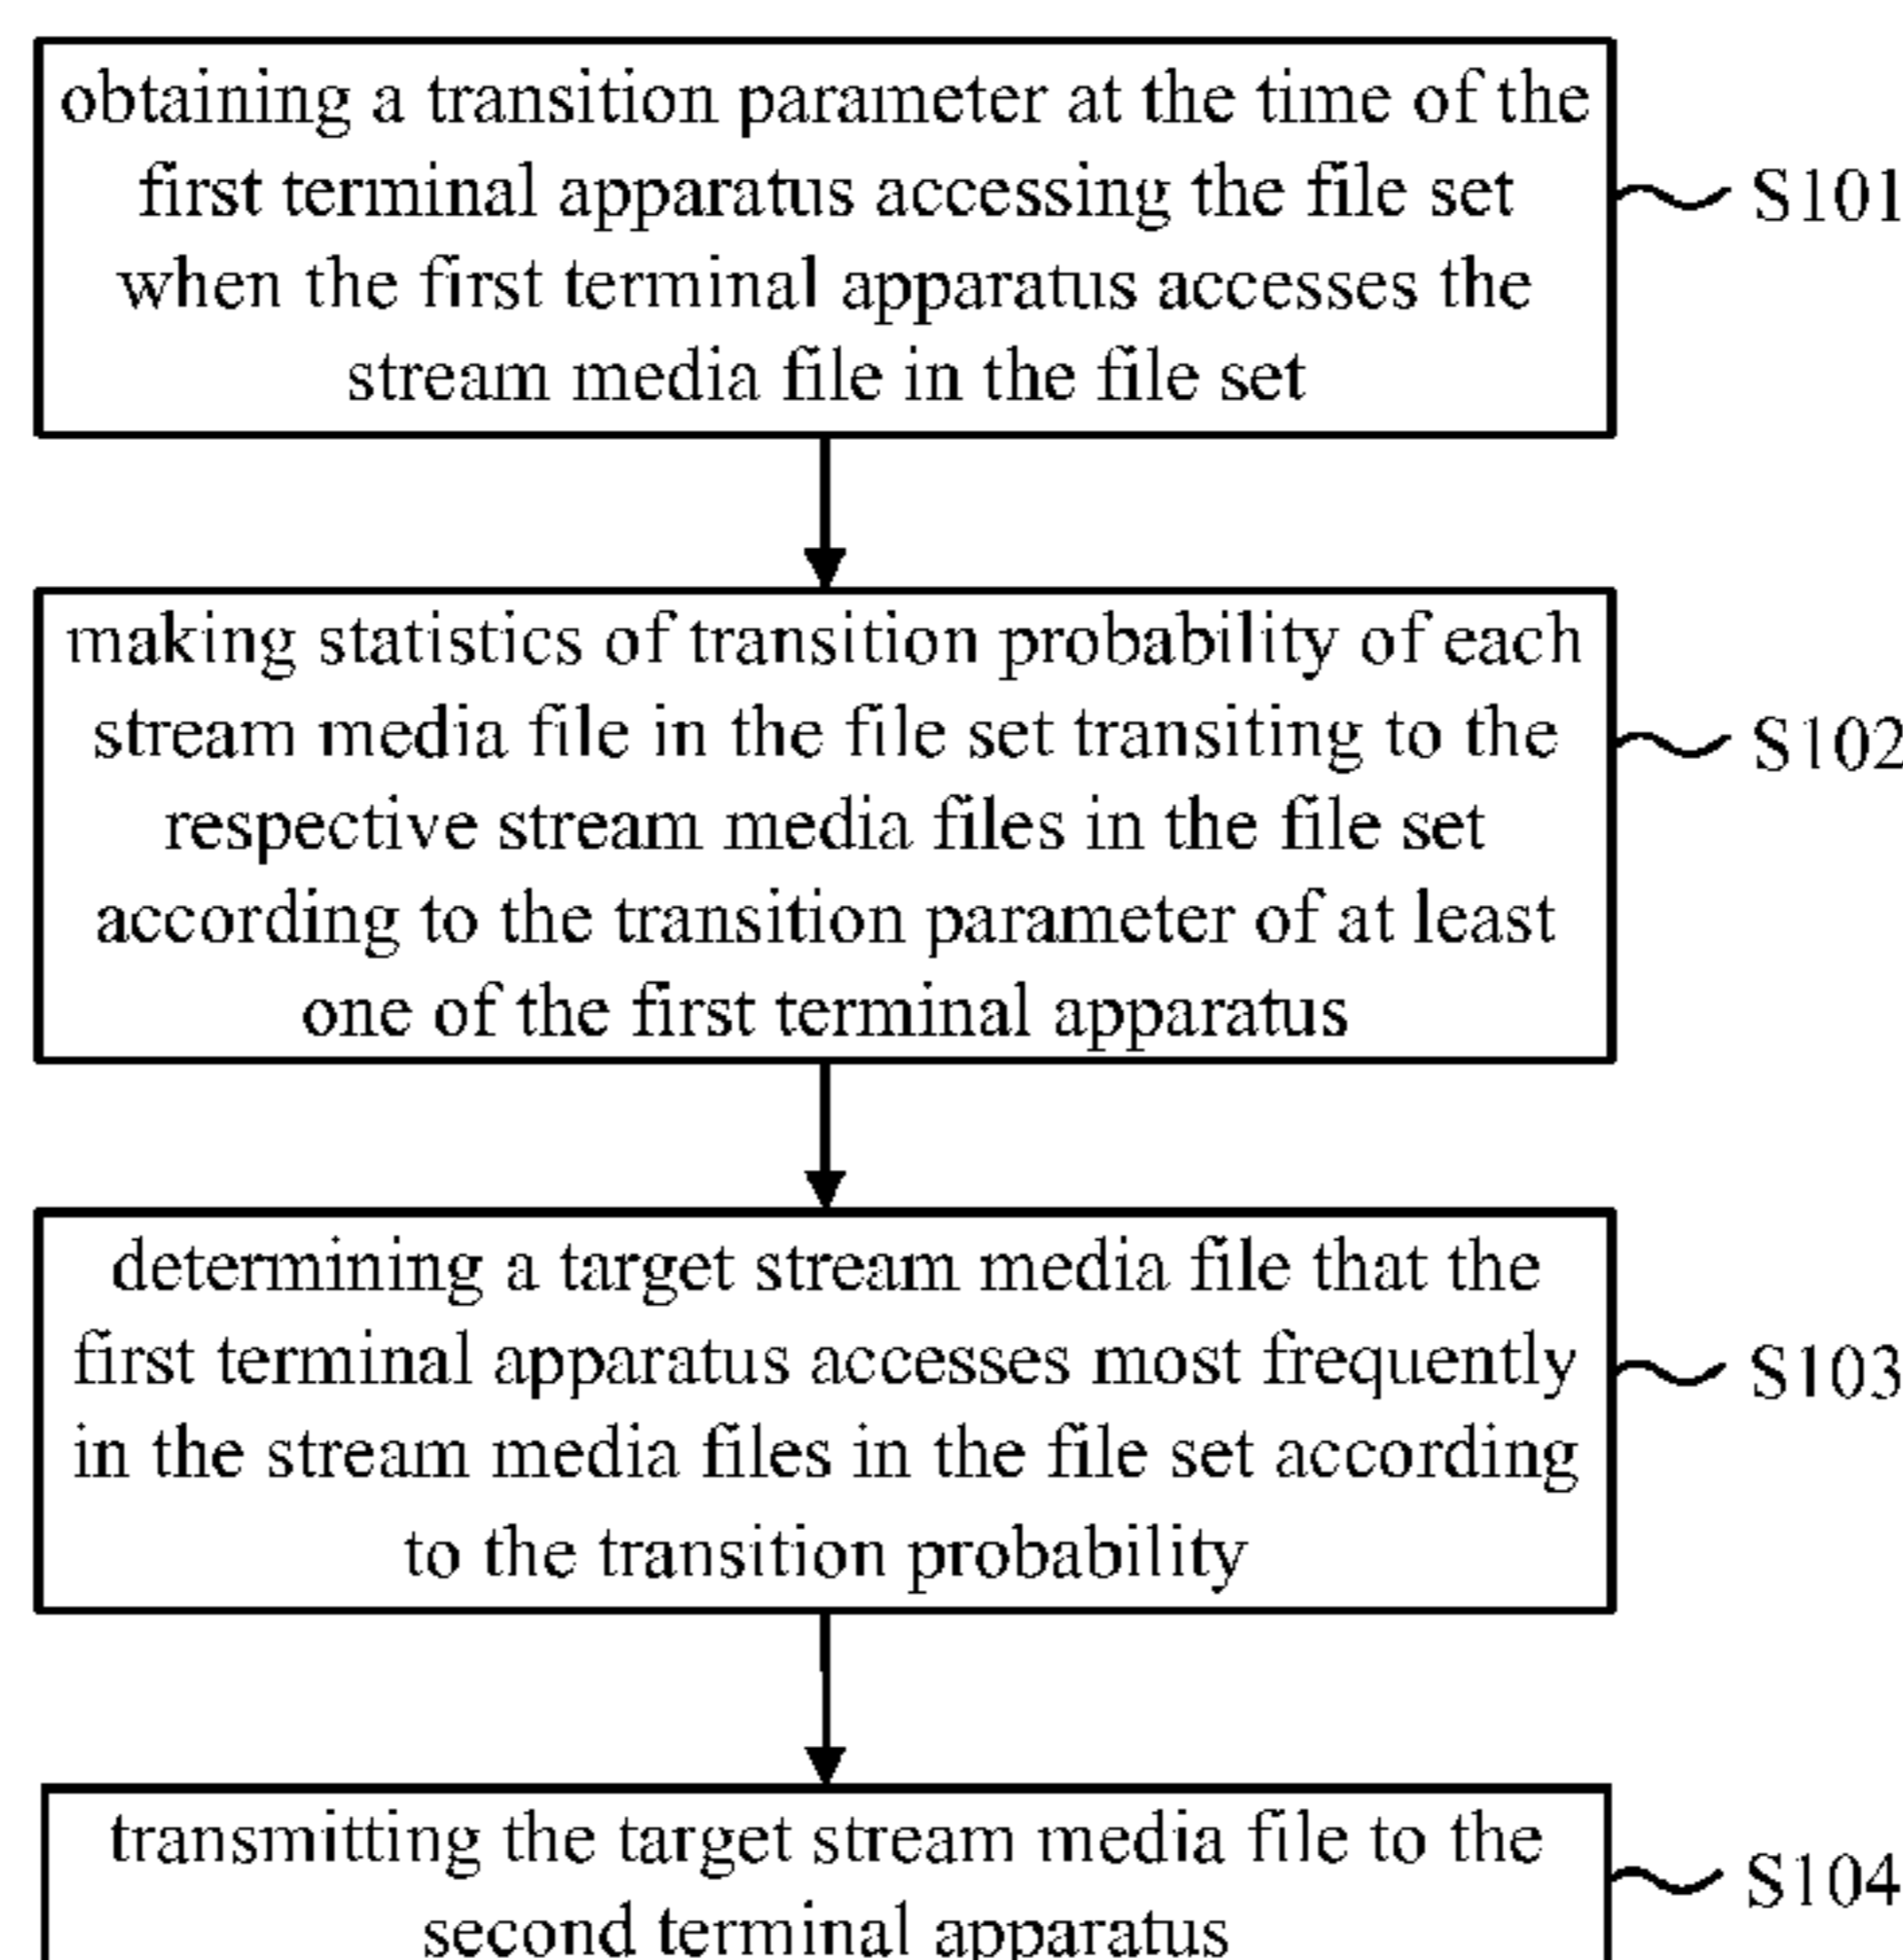 obtaining a transition parameter at the time of the
first terminal apparatus accessing the file set
when the first terminal apparatus accesses the
stream media file in the file set
S101
making statistics of transition probability of each
stream media file in the file set transiting to the
respective stream media files in the file set
according to the transition parameter of at least
one of the first terminal apparatus
S102
determining a target stream media file that the
first terminal apparatus accesses most frequently
in the stream media files in the file set according
to the transition probability
S103
transmitting the target stream media file to the
second terminal apparatus
S104